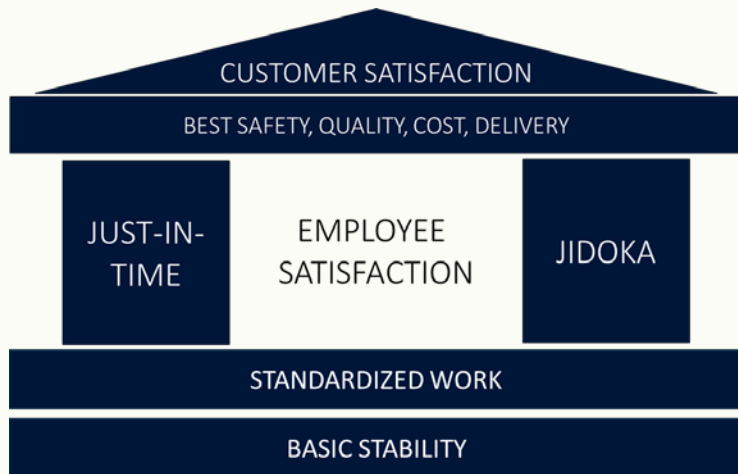 CUSTOMER SATISFACTION
BEST SAFETY, QUALITY, COST, DELIVERY
JUST-IN-
TIME
EMPLOYEE
SATISFACTION
JIDOKA
STANDARDIZED WORK
BASIC STABILITY